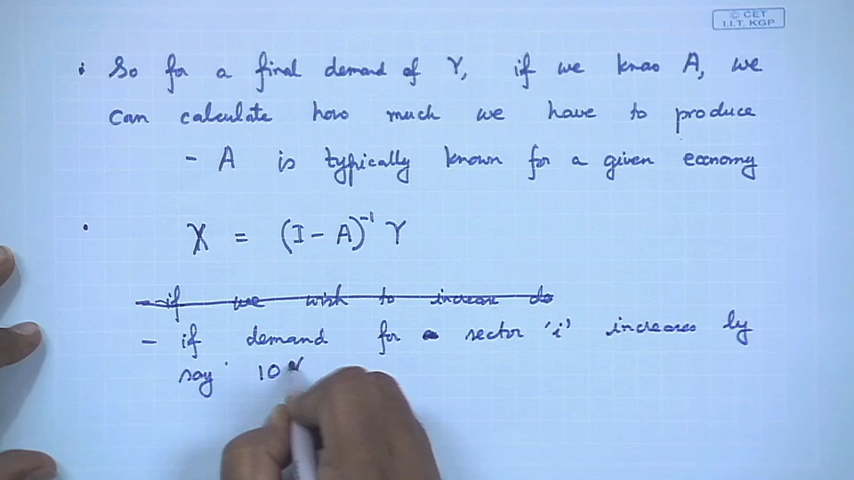 © CET
I.I.T. KGP
So for a final demand of Y, if we know A, we
can calculate how much we have to produce
- A is typically known for a given economy
X = (I - A)⁻¹ Y
- if we wish to increase de
- if demand for sector 'i' increases by
say 10%